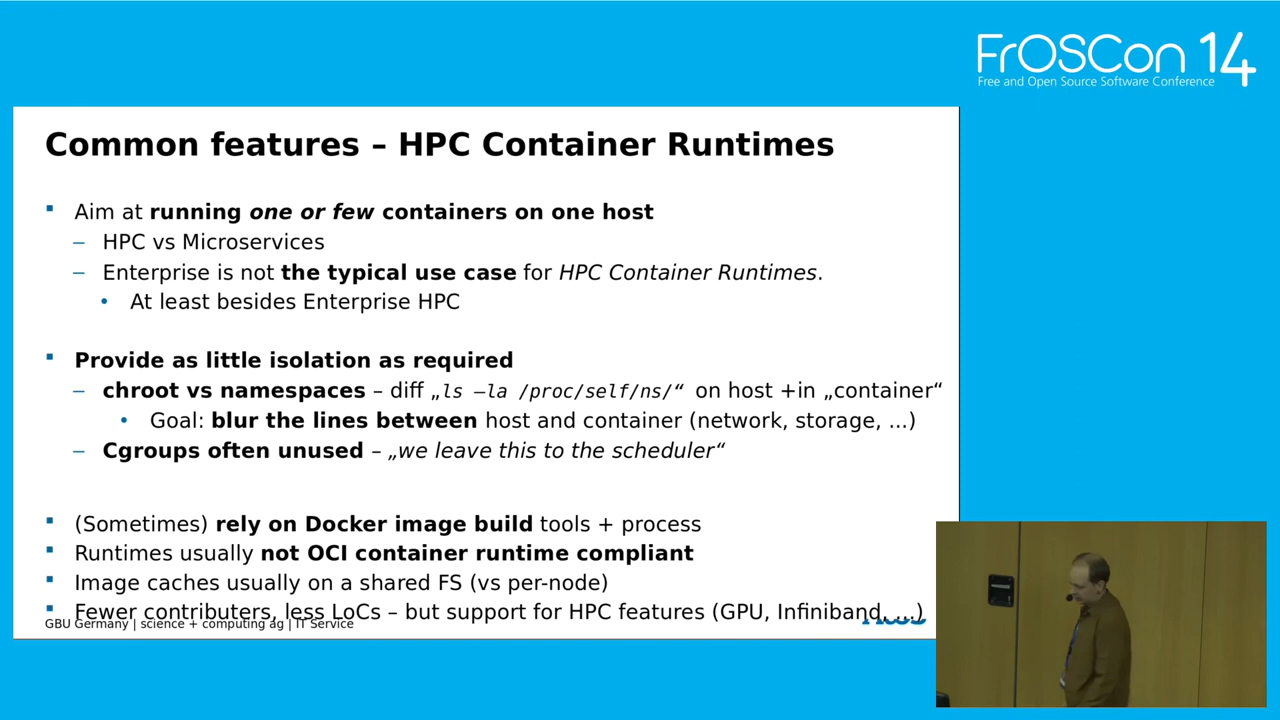 FrOSCon 14
Free and Open Source Software Conference
Common features – HPC Container Runtimes
Aim at running one or few containers on one host
– HPC vs Microservices
– Enterprise is not the typical use case for HPC Container Runtimes.
• At least besides Enterprise HPC
Provide as little isolation as required
– chroot vs namespaces – diff „ls –la /proc/self/ns/“ on host +in „container“
• Goal: blur the lines between host and container (network, storage, ...)
– Cgroups often unused – „we leave this to the scheduler“
(Sometimes) rely on Docker image build tools + process
Runtimes usually not OCI container runtime compliant
Image caches usually on a shared FS (vs per-node)
Fewer contributers, less LoCs – but support for HPC features (GPU, Infiniband, ...)
GBU Germany | science + computing ag | IT Service